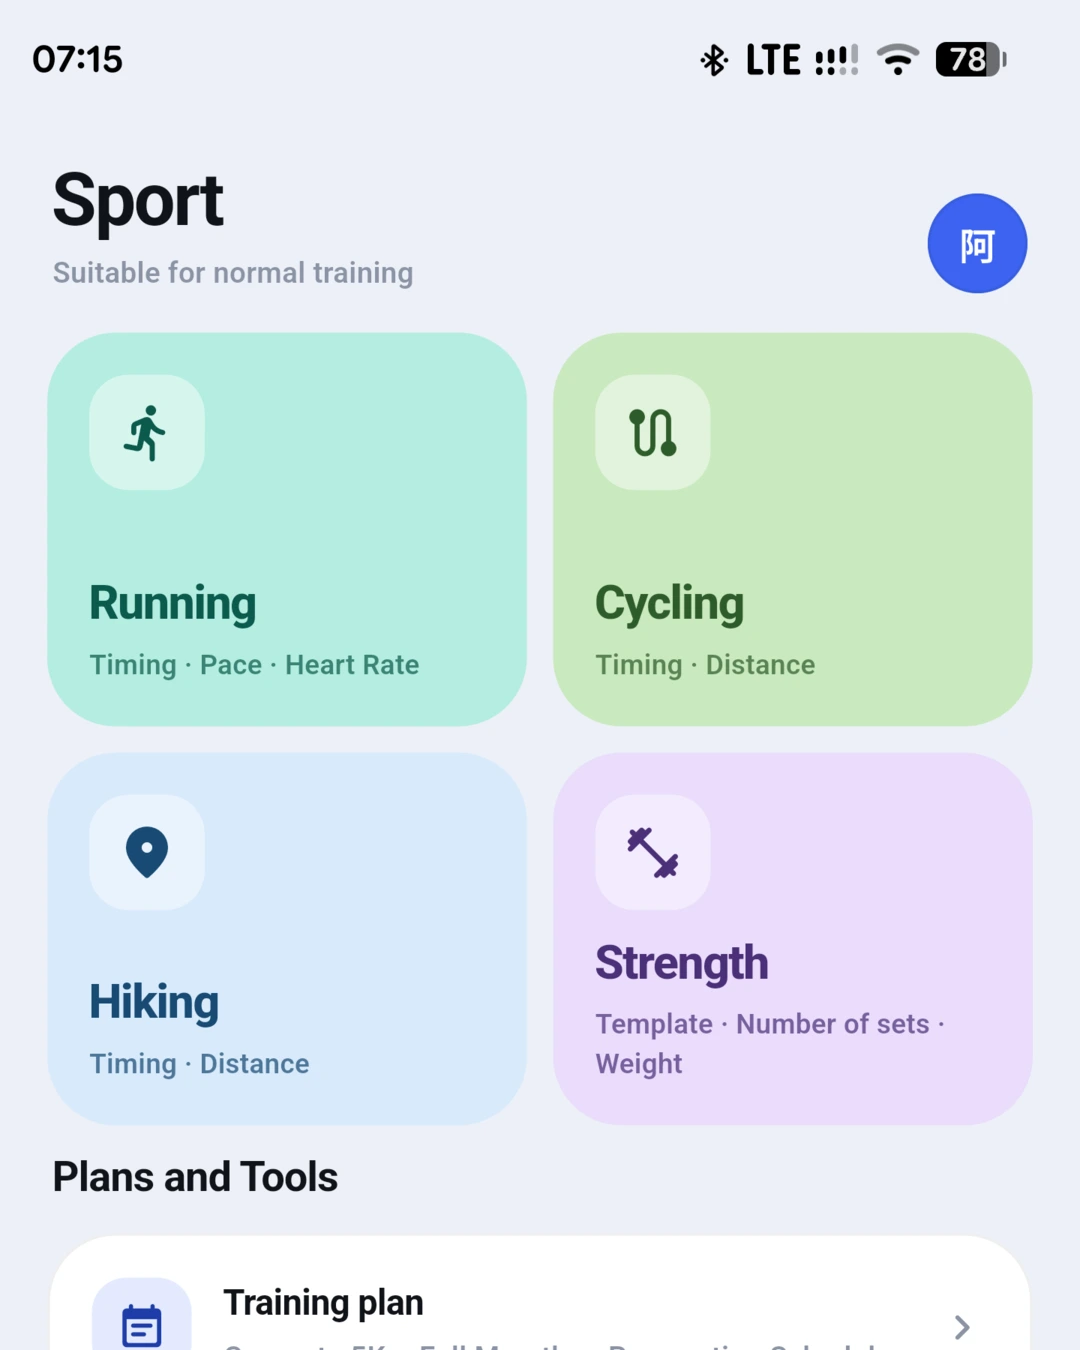 07:15
LTE
78
Sport
阿
Suitable for normal training
Running
Timing · Pace · Heart Rate
Cycling
Timing · Distance
Hiking
Timing · Distance
Strength
Template · Number of sets ·
Weight
Plans and Tools
Training plan